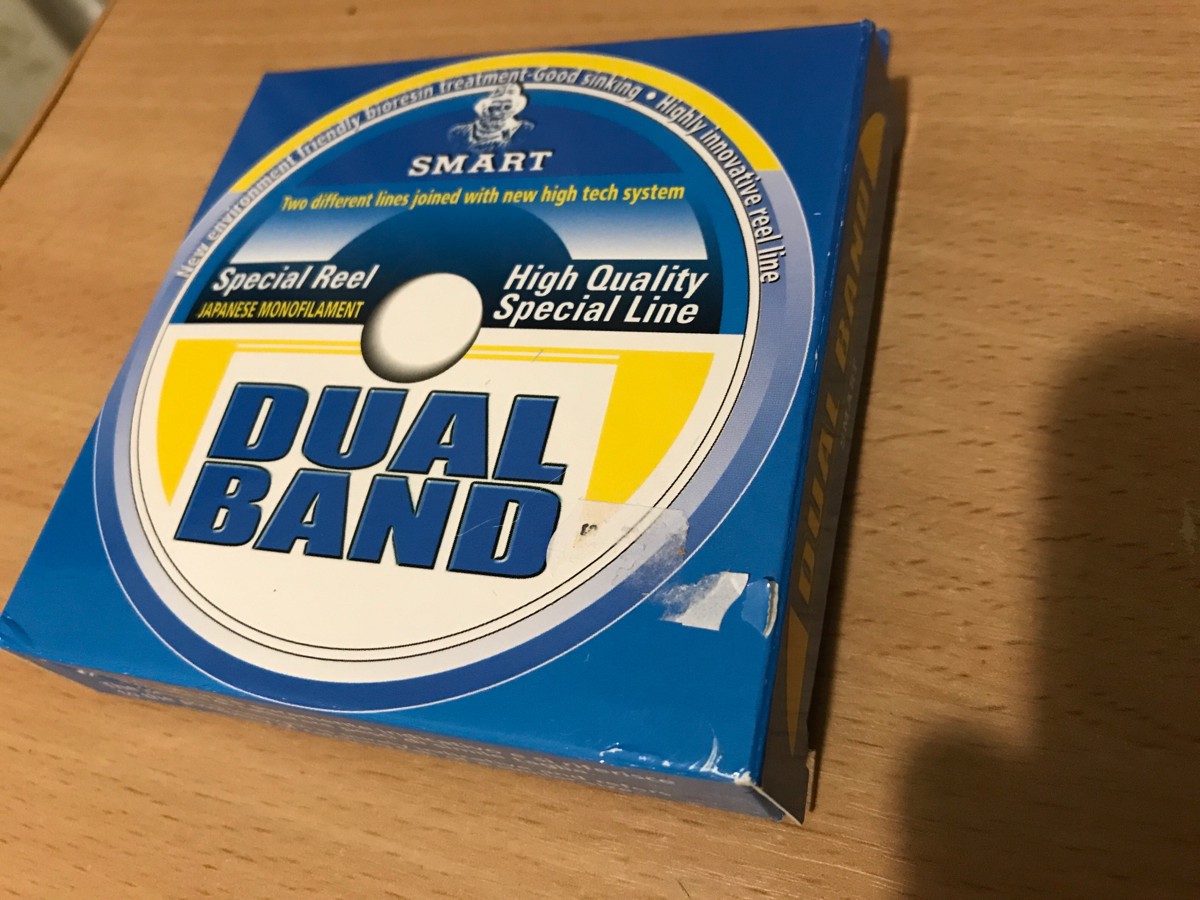 New environment friendly bioresin treatment-Good sinking • Highly innovative reel line
SMART
Two different lines joined with new high tech system
Special Reel
JAPANESE MONOFILAMENT
High Quality
Special Line
DUAL
BAND
DUAL BAND